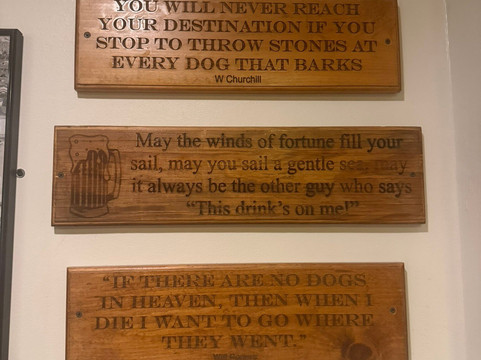 YOU WILL NEVER REACH
YOUR DESTINATION IF YOU
STOP TO THROW STONES AT
EVERY DOG THAT BARKS
W Churchill
May the winds of fortune fill your
sail, may you sail a gentle sea, may
it always be the other guy who says
"This drink's on me!"
"IF THERE ARE NO DOGS
IN HEAVEN, THEN WHEN I
DIE I WANT TO GO WHERE
THEY WENT."